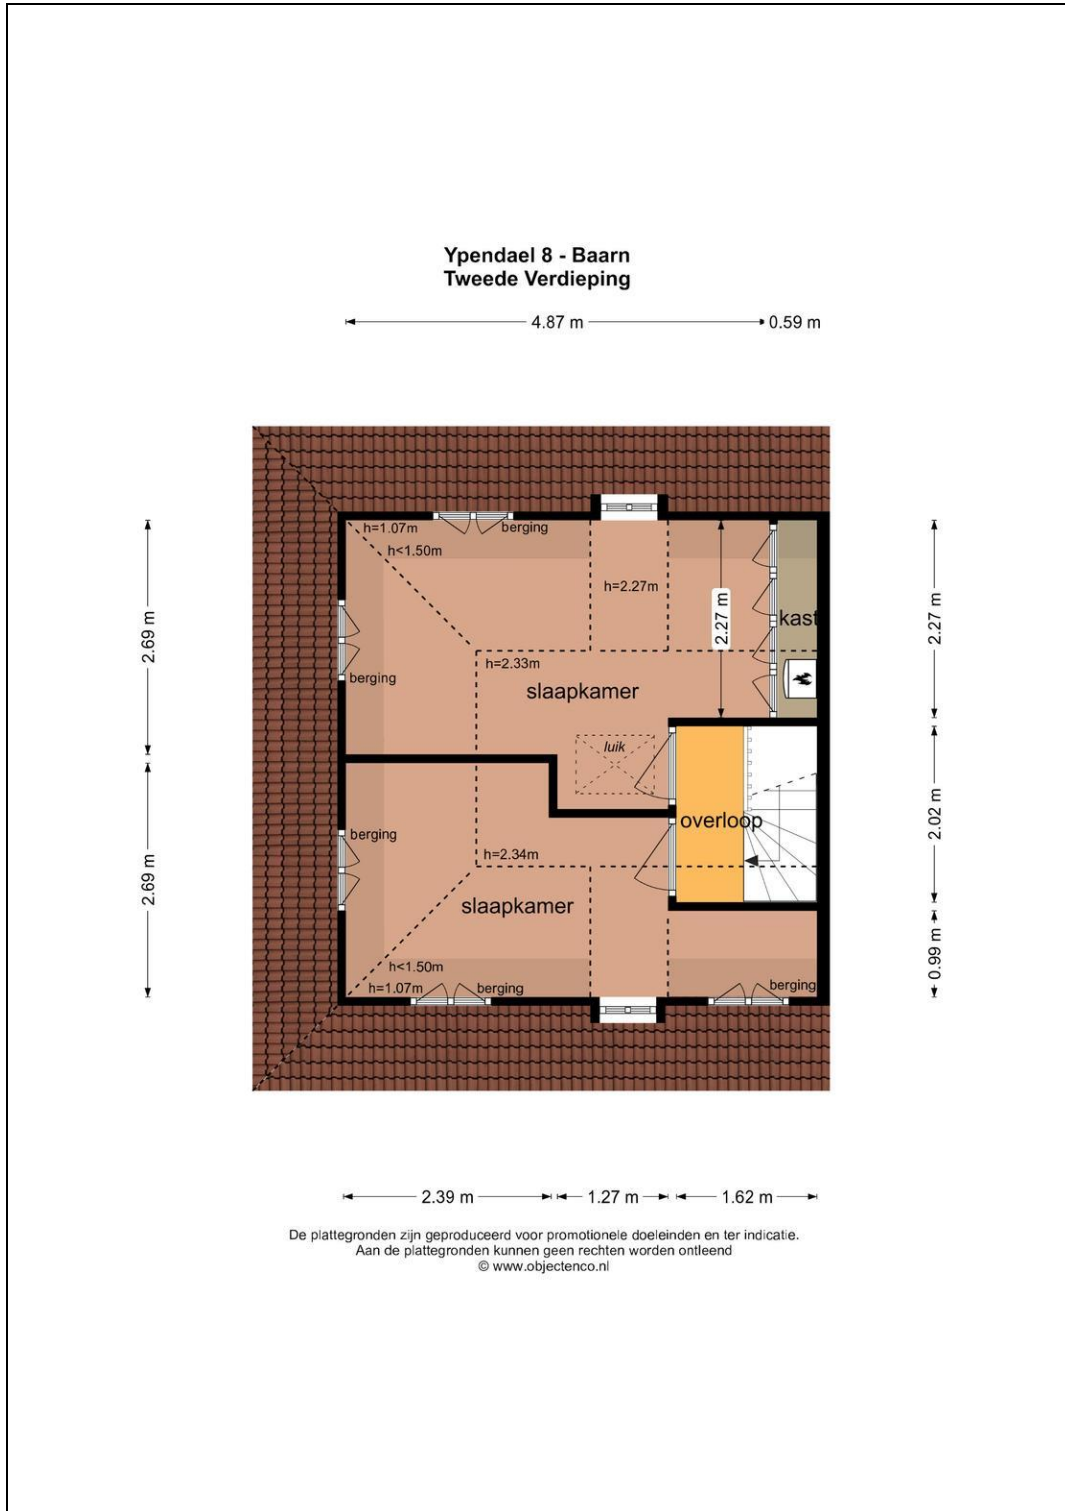 Ypendael 8 - Baarn
Tweede Verdieping
4.87 m
0.59 m
h=1.07m
berging
h<1.50m
h=2.27m
2.27 m
kast
2.69 m
2.27 m
h=2.33m
berging
slaapkamer
luik
overloop
2.02 m
berging
h=2.34m
2.69 m
slaapkamer
0.99 m
h<1.50m
h=1.07m
berging
berging
2.39 m
1.27 m
1.62 m
De plattegronden zijn geproduceerd voor promotionele doeleinden en ter indicatie.
Aan de plattegronden kunnen geen rechten worden ontleend
© www.objectenco.nl